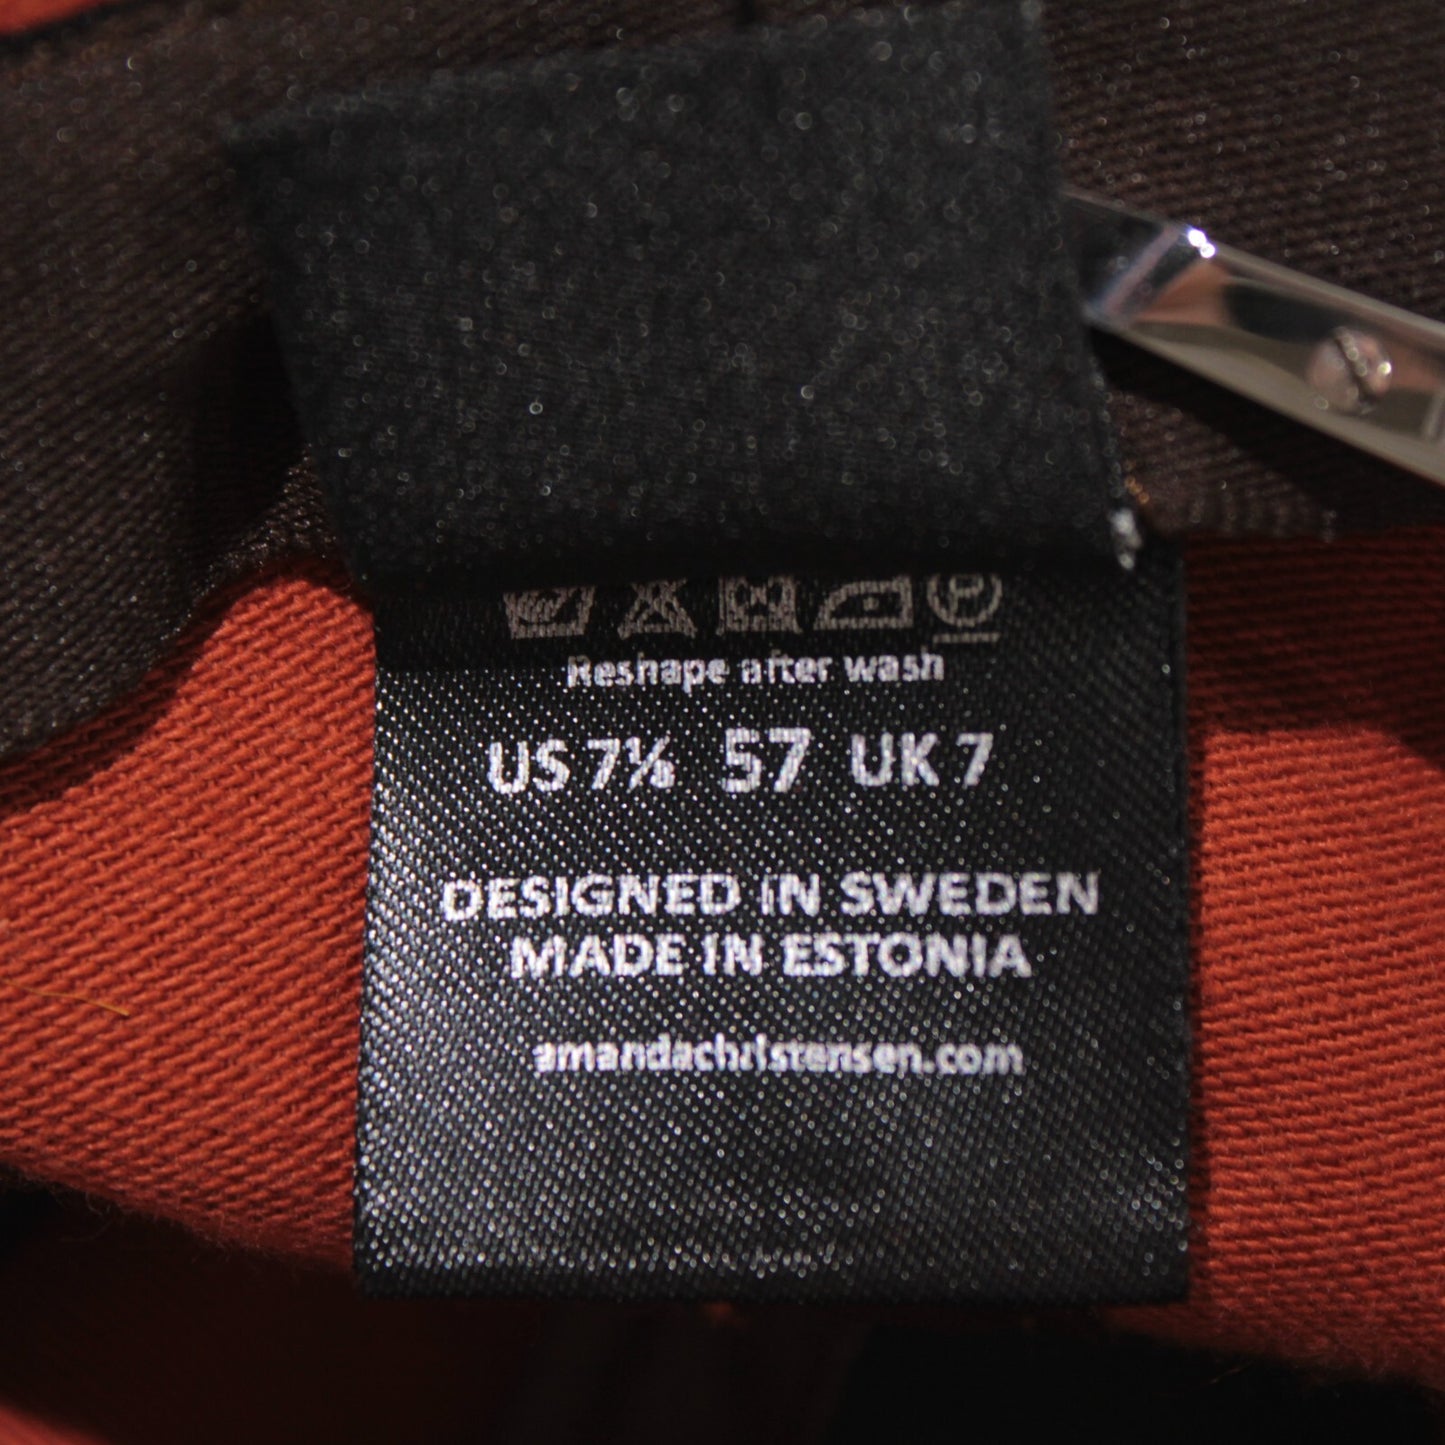 Reshape after wash
US 7⅛ 57 UK 7
DESIGNED IN SWEDEN
MADE IN ESTONIA
amandachristensen.com